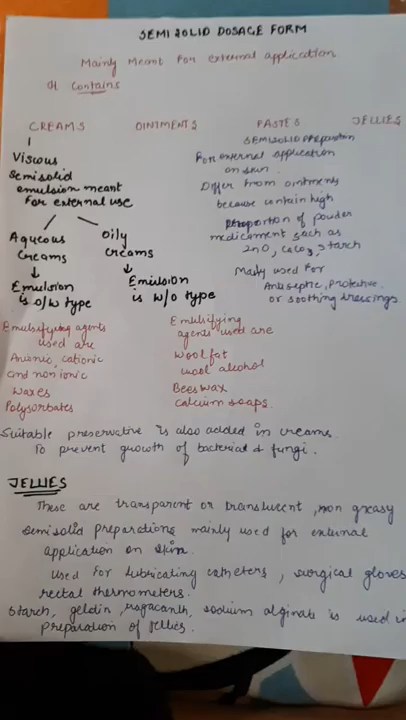 SEMISOLID DOSAGE FORM
Mainly Meant For external application
It Contains
CREAMS OINTMENTS PASTES JELLIES
Viscous
Semisolid
emulsion meant
For external use
Aqueous
Creams
Emulsion
is o/w type
Oily
creams
Emulsion
is w/o type
SEMISOLID PREPARATION
For external application
on skin
Differ from ointments
because contain high
proportion of powder
medicament such as
ZnO, CaCO3, starch
Mostly used For
Antiseptic, Protective
or soothing dressings
Emulsifying agents
used are
Anionic, cationic
and non ionic
waxes
Polysorbates
Emulsifying
agents used are
Wool fat
wool alcohol
Bees wax
calcium soaps.
Suitable preservative is also added in creams.
To prevent growth of bacterial & fungi.
JELLIES
These are transparent or translucent, non greasy
semisolid preparations mainly used for external
application on skin.
Used for lubricating catheters, surgical gloves
rectal thermometers.
Starch, geldin, tragacanth, sodium alginate is used in
preparation of Jellies.